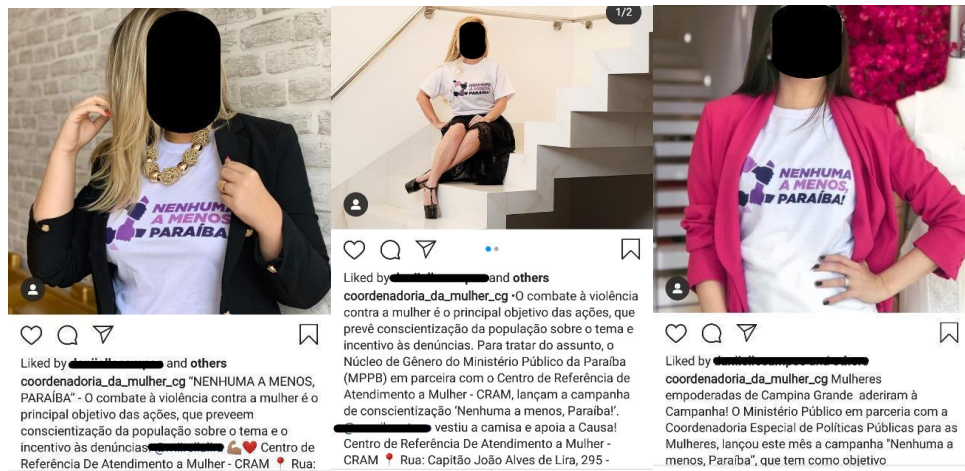 NENHUMA
A MENOS
PARAÍBA!
Liked by and others
coordenadoria_da_mulher_cg “NENHUMA A MENOS,
PARAÍBA” - O combate à violência contra a mulher é o
principal objetivo das ações, que preveem
conscientização da população sobre o tema e o
incentivo às denúncias. 💪🏽❤️ Centro de
Referência De Atendimento a Mulher - CRAM 📍 Rua:
1/2
NENHUMA
A MENOS,
PARAÍBA!
Liked by and others
coordenadoria_da_mulher_cg •O combate à violência
contra a mulher é o principal objetivo das ações, que
prevê conscientização da população sobre o tema e
incentivo às denúncias. Para tratar do assunto, o
Núcleo de Gênero do Ministério Público da Paraíba
(MPPB) em parceira com o Centro de Referência de
Atendimento a Mulher - CRAM, lançam a campanha
de conscientização ‘Nenhuma a menos, Paraíba!’.
vestiu a camisa e apoia a Causa!
Centro de Referência De Atendimento a Mulher -
CRAM 📍 Rua: Capitão João Alves de Lira, 295 -
NENHUMA
A MENOS,
PARAÍBA!
Liked by
coordenadoria_da_mulher_cg Mulheres
empoderadas de Campina Grande aderiram à
Campanha! O Ministério Público em parceria com a
Coordenadoria Especial de Políticas Públicas para as
Mulheres, lançou este mês a campanha "Nenhuma a
menos, Paraíba”, que tem como objetivo